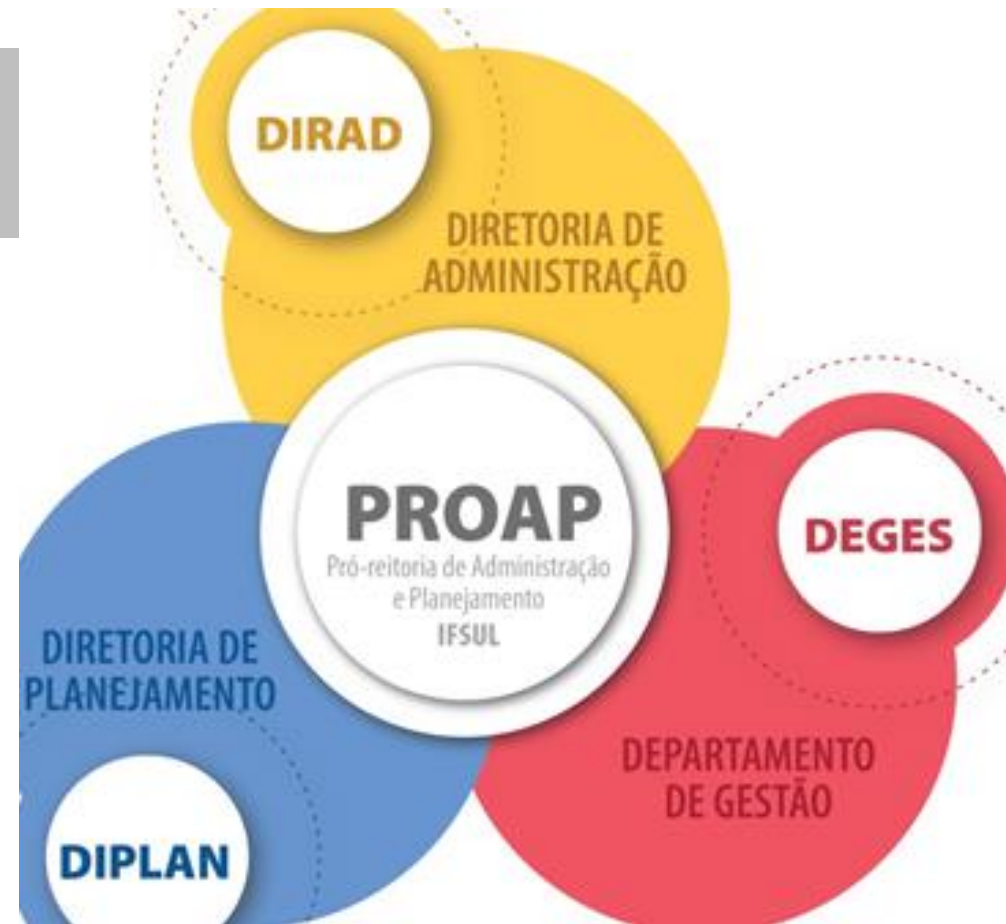 DIRAD
DIRETORIA DE
ADMINISTRAÇÃO
PROAP
Pró-reitoria de Administração
e Planejamento
IFSUL
DEGES
DIRETORIA DE
PLANEJAMENTO
DEPARTAMENTO
DE GESTÃO
DIPLAN